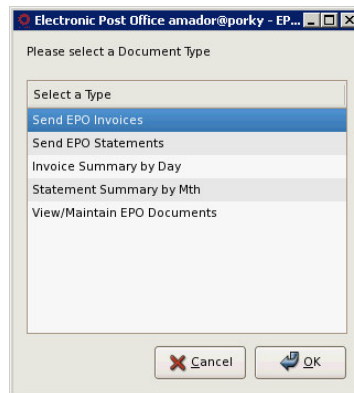 Electronic Post Office amador@porky - EP...
Please select a Document Type
Select a Type
Send EPO Invoices
Send EPO Statements
Invoice Summary by Day
Statement Summary by Mth
View/Maintain EPO Documents
Cancel
OK